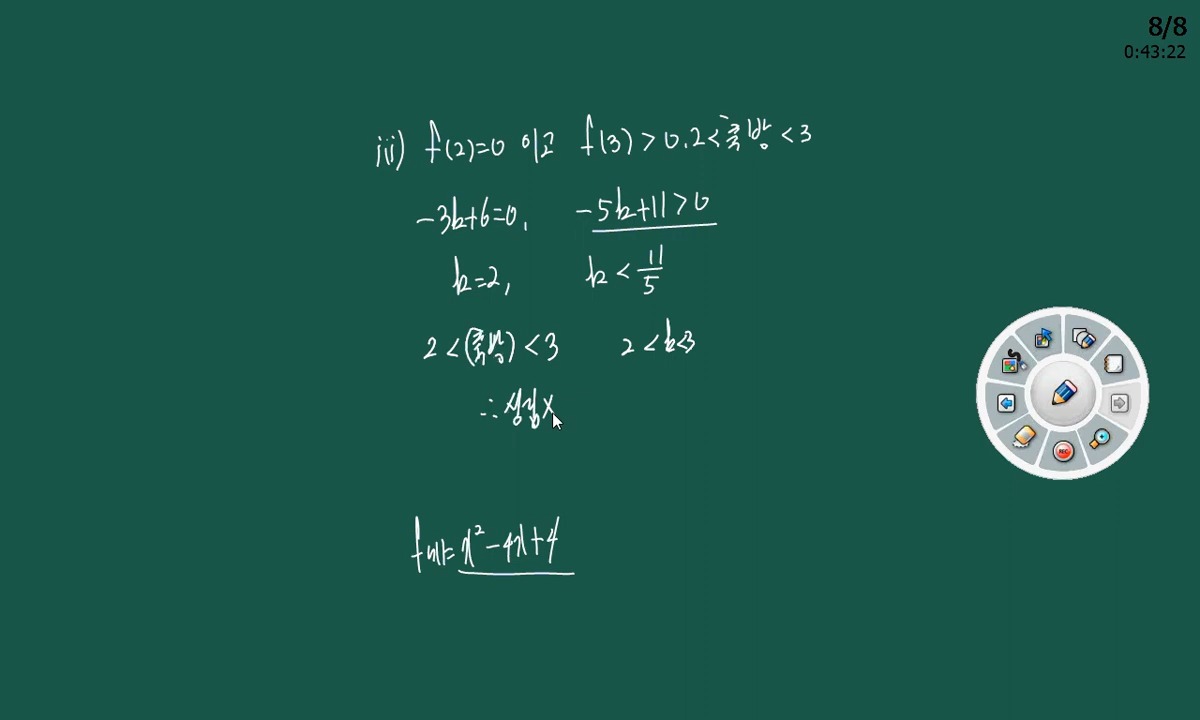 8/8
0:43:22
iii) f(2)=0 이고 f(3)>0. 2<축방<3
-3k+6=0, -5k+11>0
k=2, k<11/5
2<(축방)<3 2<k<3
∴ 성립X
f(x)=x²-4x+4
REC